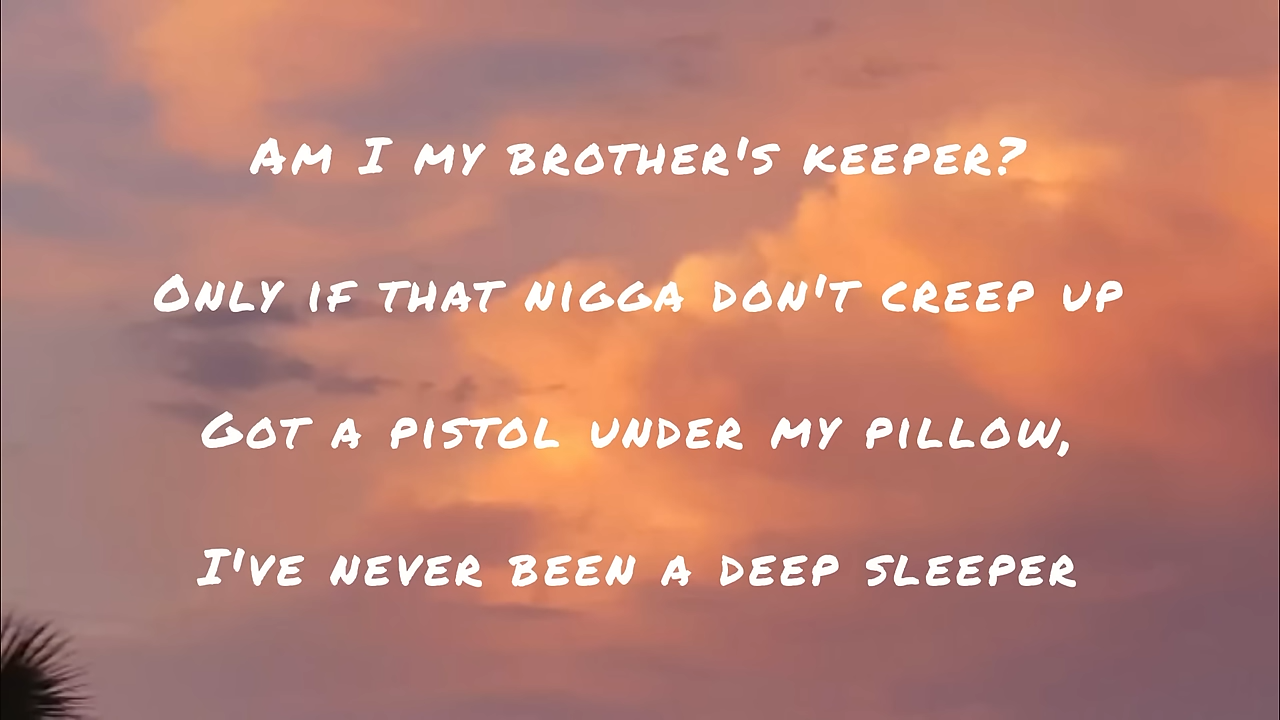 Am I my brother's keeper?
Only if that nigga don't creep up
Got a pistol under my pillow,
I've never been a deep sleeper